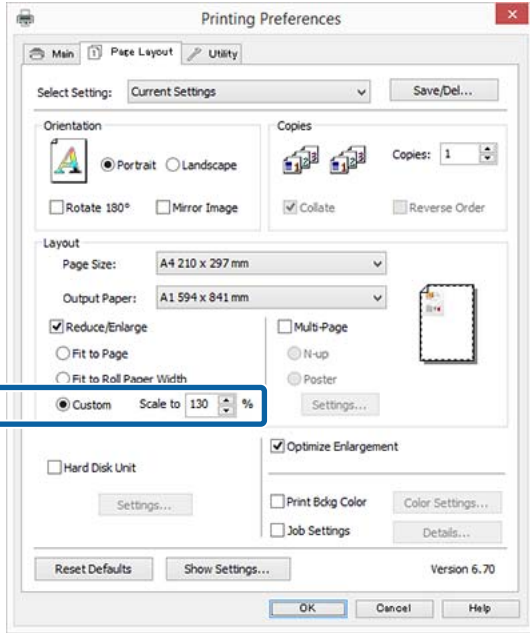 Printing Preferences
Main Page Layout Utility
Select Setting: Current Settings Save/Del...
Orientation Copies
Portrait Landscape Copies: 1
Rotate 180° Mirror Image Collate Reverse Order
Layout
Page Size: A4 210 x 297 mm
Output Paper: A1 594 x 841 mm
Reduce/Enlarge Multi-Page
Fit to Page N-up
Fit to Roll Paper Width Poster
Custom Scale to 130 % Settings...
Optimize Enlargement
Hard Disk Unit
Settings... Print Bckg Color Color Settings...
Job Settings Details...
Reset Defaults Show Settings... Version 6.70
OK Cancel Help